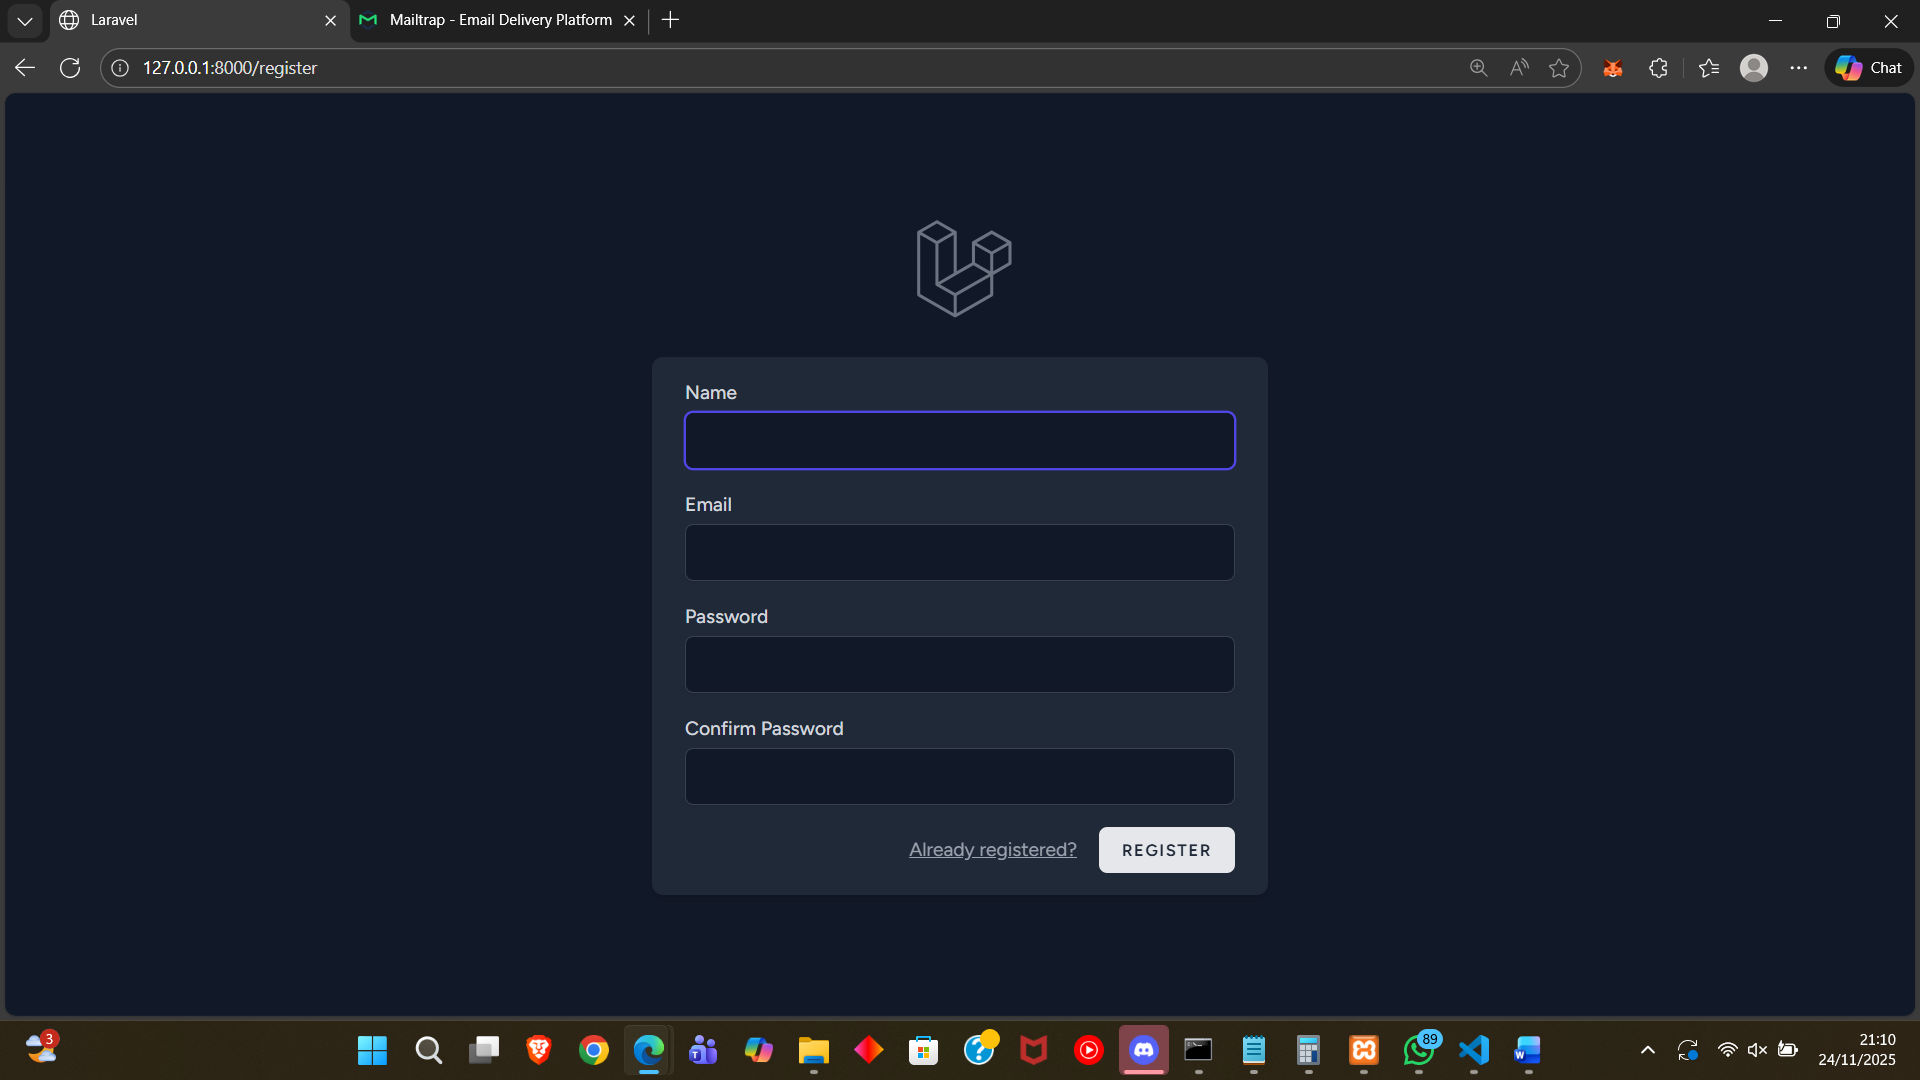 Laravel
Mailtrap - Email Delivery Platform
127.0.0.1:8000/register
Chat
Name
Email
Password
Confirm Password
Already registered?
REGISTER
3
89
21:10
24/11/2025